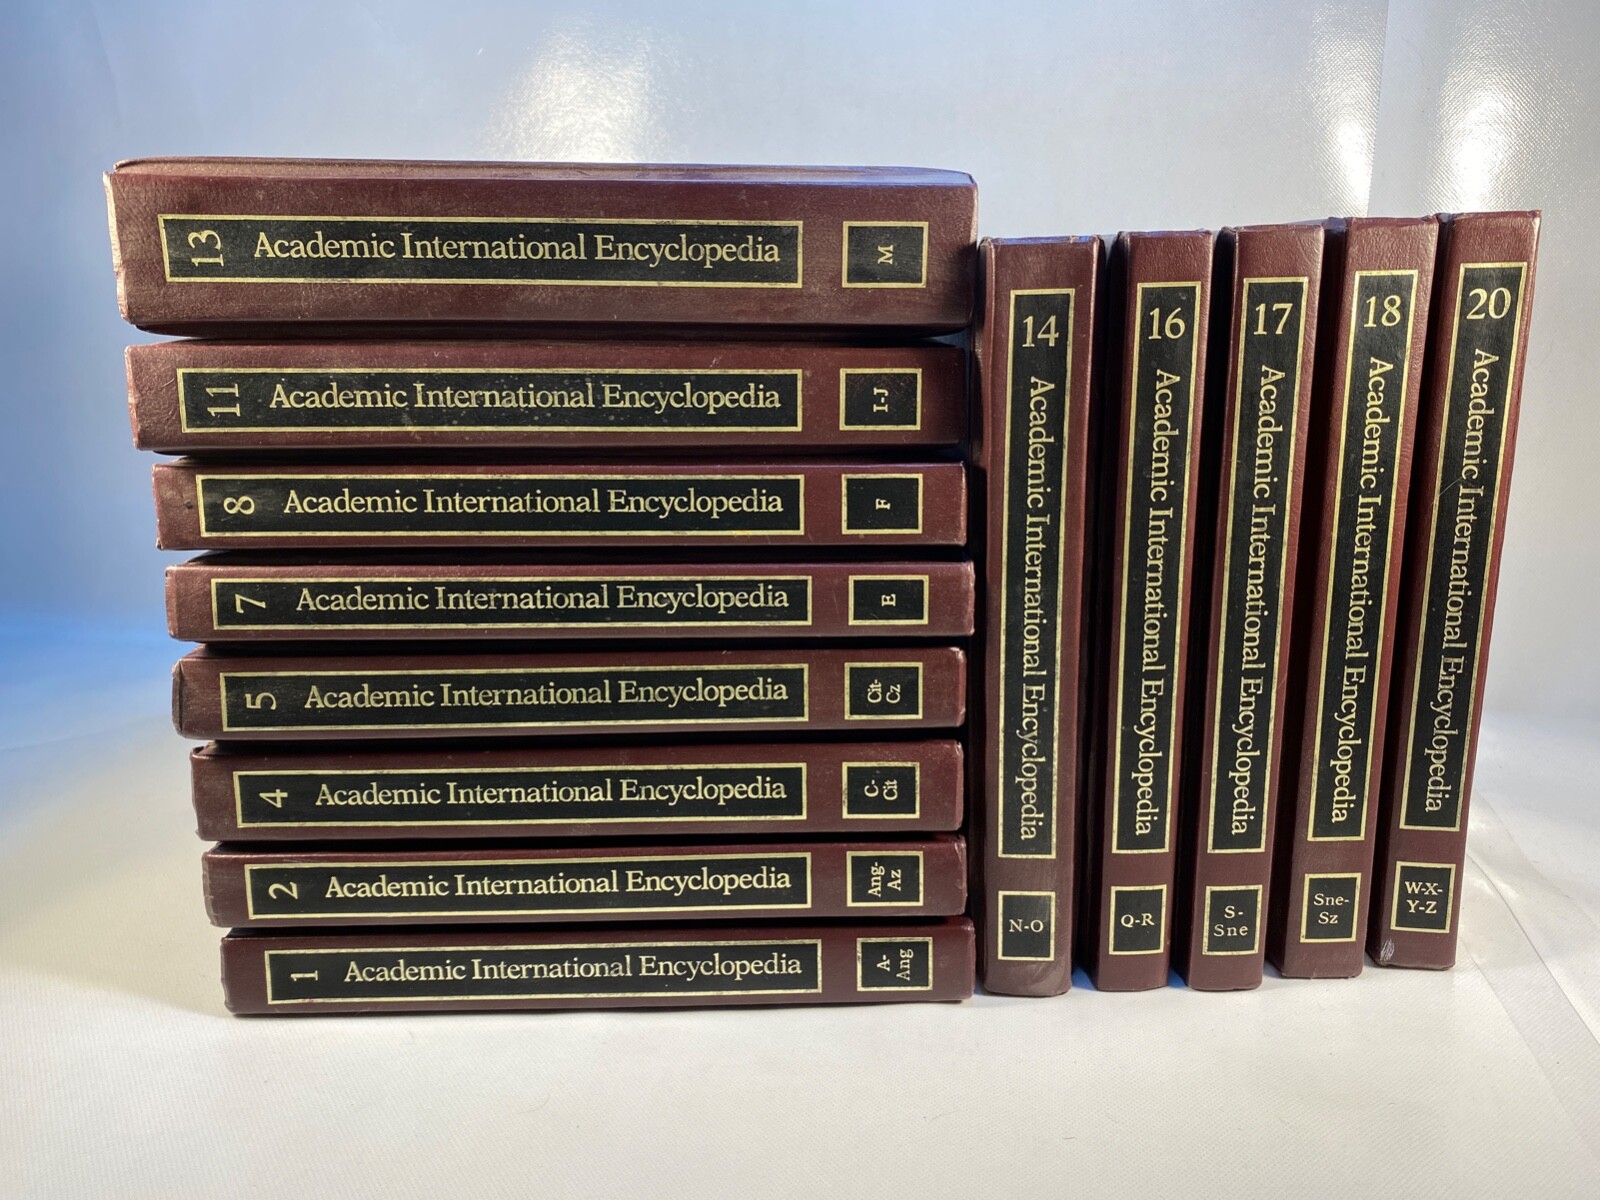 13 Academic International Encyclopedia M
11 Academic International Encyclopedia I-J
8 Academic International Encyclopedia F
7 Academic International Encyclopedia E
5 Academic International Encyclopedia Cit-
Cz
4 Academic International Encyclopedia C-
Cit
2 Academic International Encyclopedia Ang-
Az
1 Academic International Encyclopedia A-
Ang
14 Academic International Encyclopedia
N-O
16 Academic International Encyclopedia
Q-R
17 Academic International Encyclopedia
S-
Sne
18 Academic International Encyclopedia
Sne-
Sz
20 Academic International Encyclopedia
W-X-
Y-Z